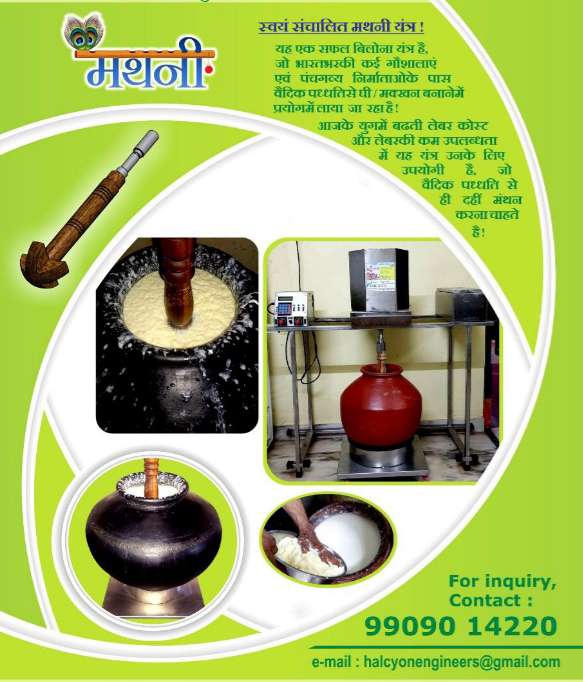 मथनी
स्वयं संचालित मथनी यंत्र !
यह एक सफल बिलोना यंत्र है,
जो भारतभरकी कई गौशालाएं
एवं पंचगव्य निर्माताओके पास
वैदिक पध्धतिसे घी / मक्खन बनानेमें
प्रयोगमें लाया जा रहा है !
आजके युगमें बढती लेबर कोस्ट
और लेबरकी कम उपलब्धता
में यह यंत्र उनके लिए
उपयोगी है, जो
वैदिक पध्धति से
ही दहीं मंथन
करना चाहते
है !
For inquiry,
Contact :
99090 14220
e-mail : halcyonengineers@gmail.com